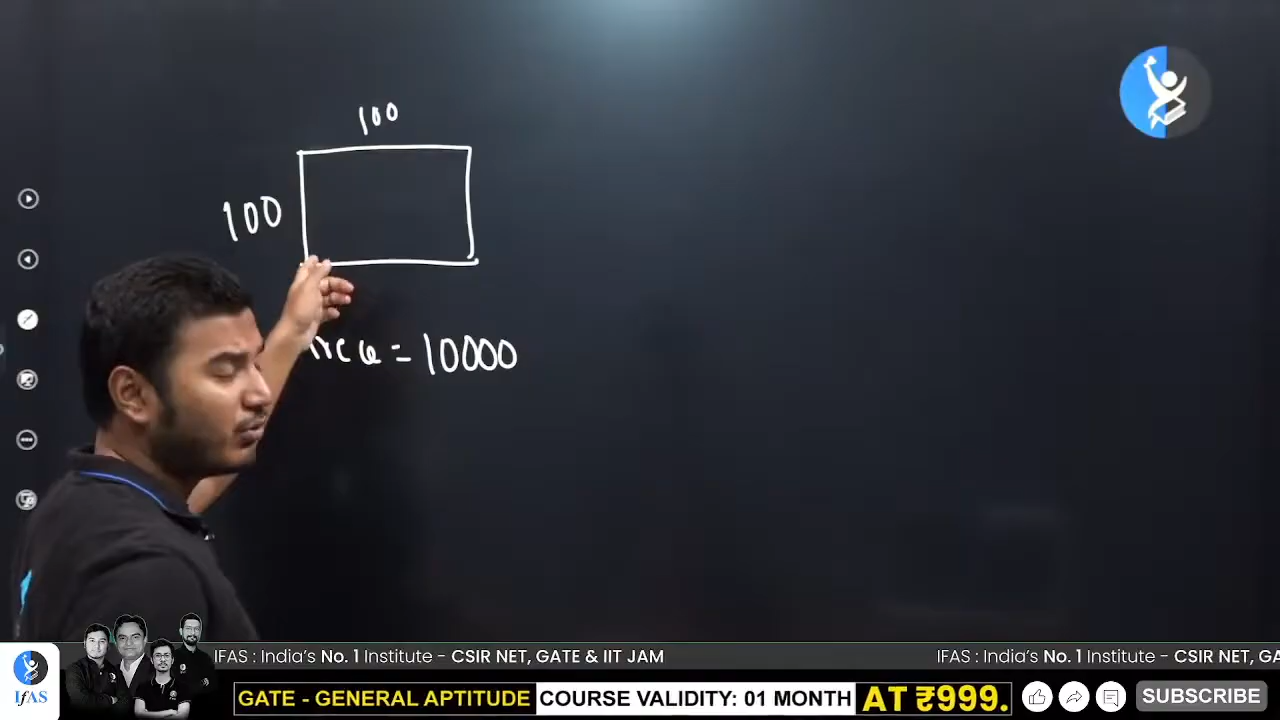 100
100
= 10000
IfAS
IFAS : India's No. 1 Institute - CSIR NET, GATE & IIT JAM
IFAS : India's No. 1 Institute - CSIR NET, GA
GATE - GENERAL APTITUDE COURSE VALIDITY: 01 MONTH AT ₹999.
SUBSCRIBE